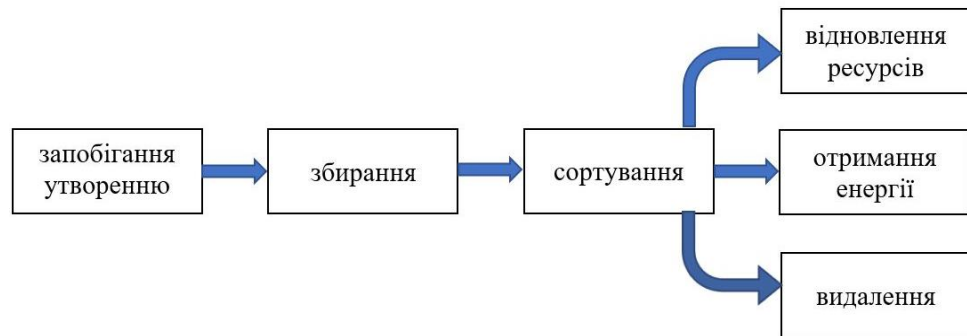 запобігання
утворенню
збирання
сортування
відновлення
ресурсів
отримання
енергії
видалення